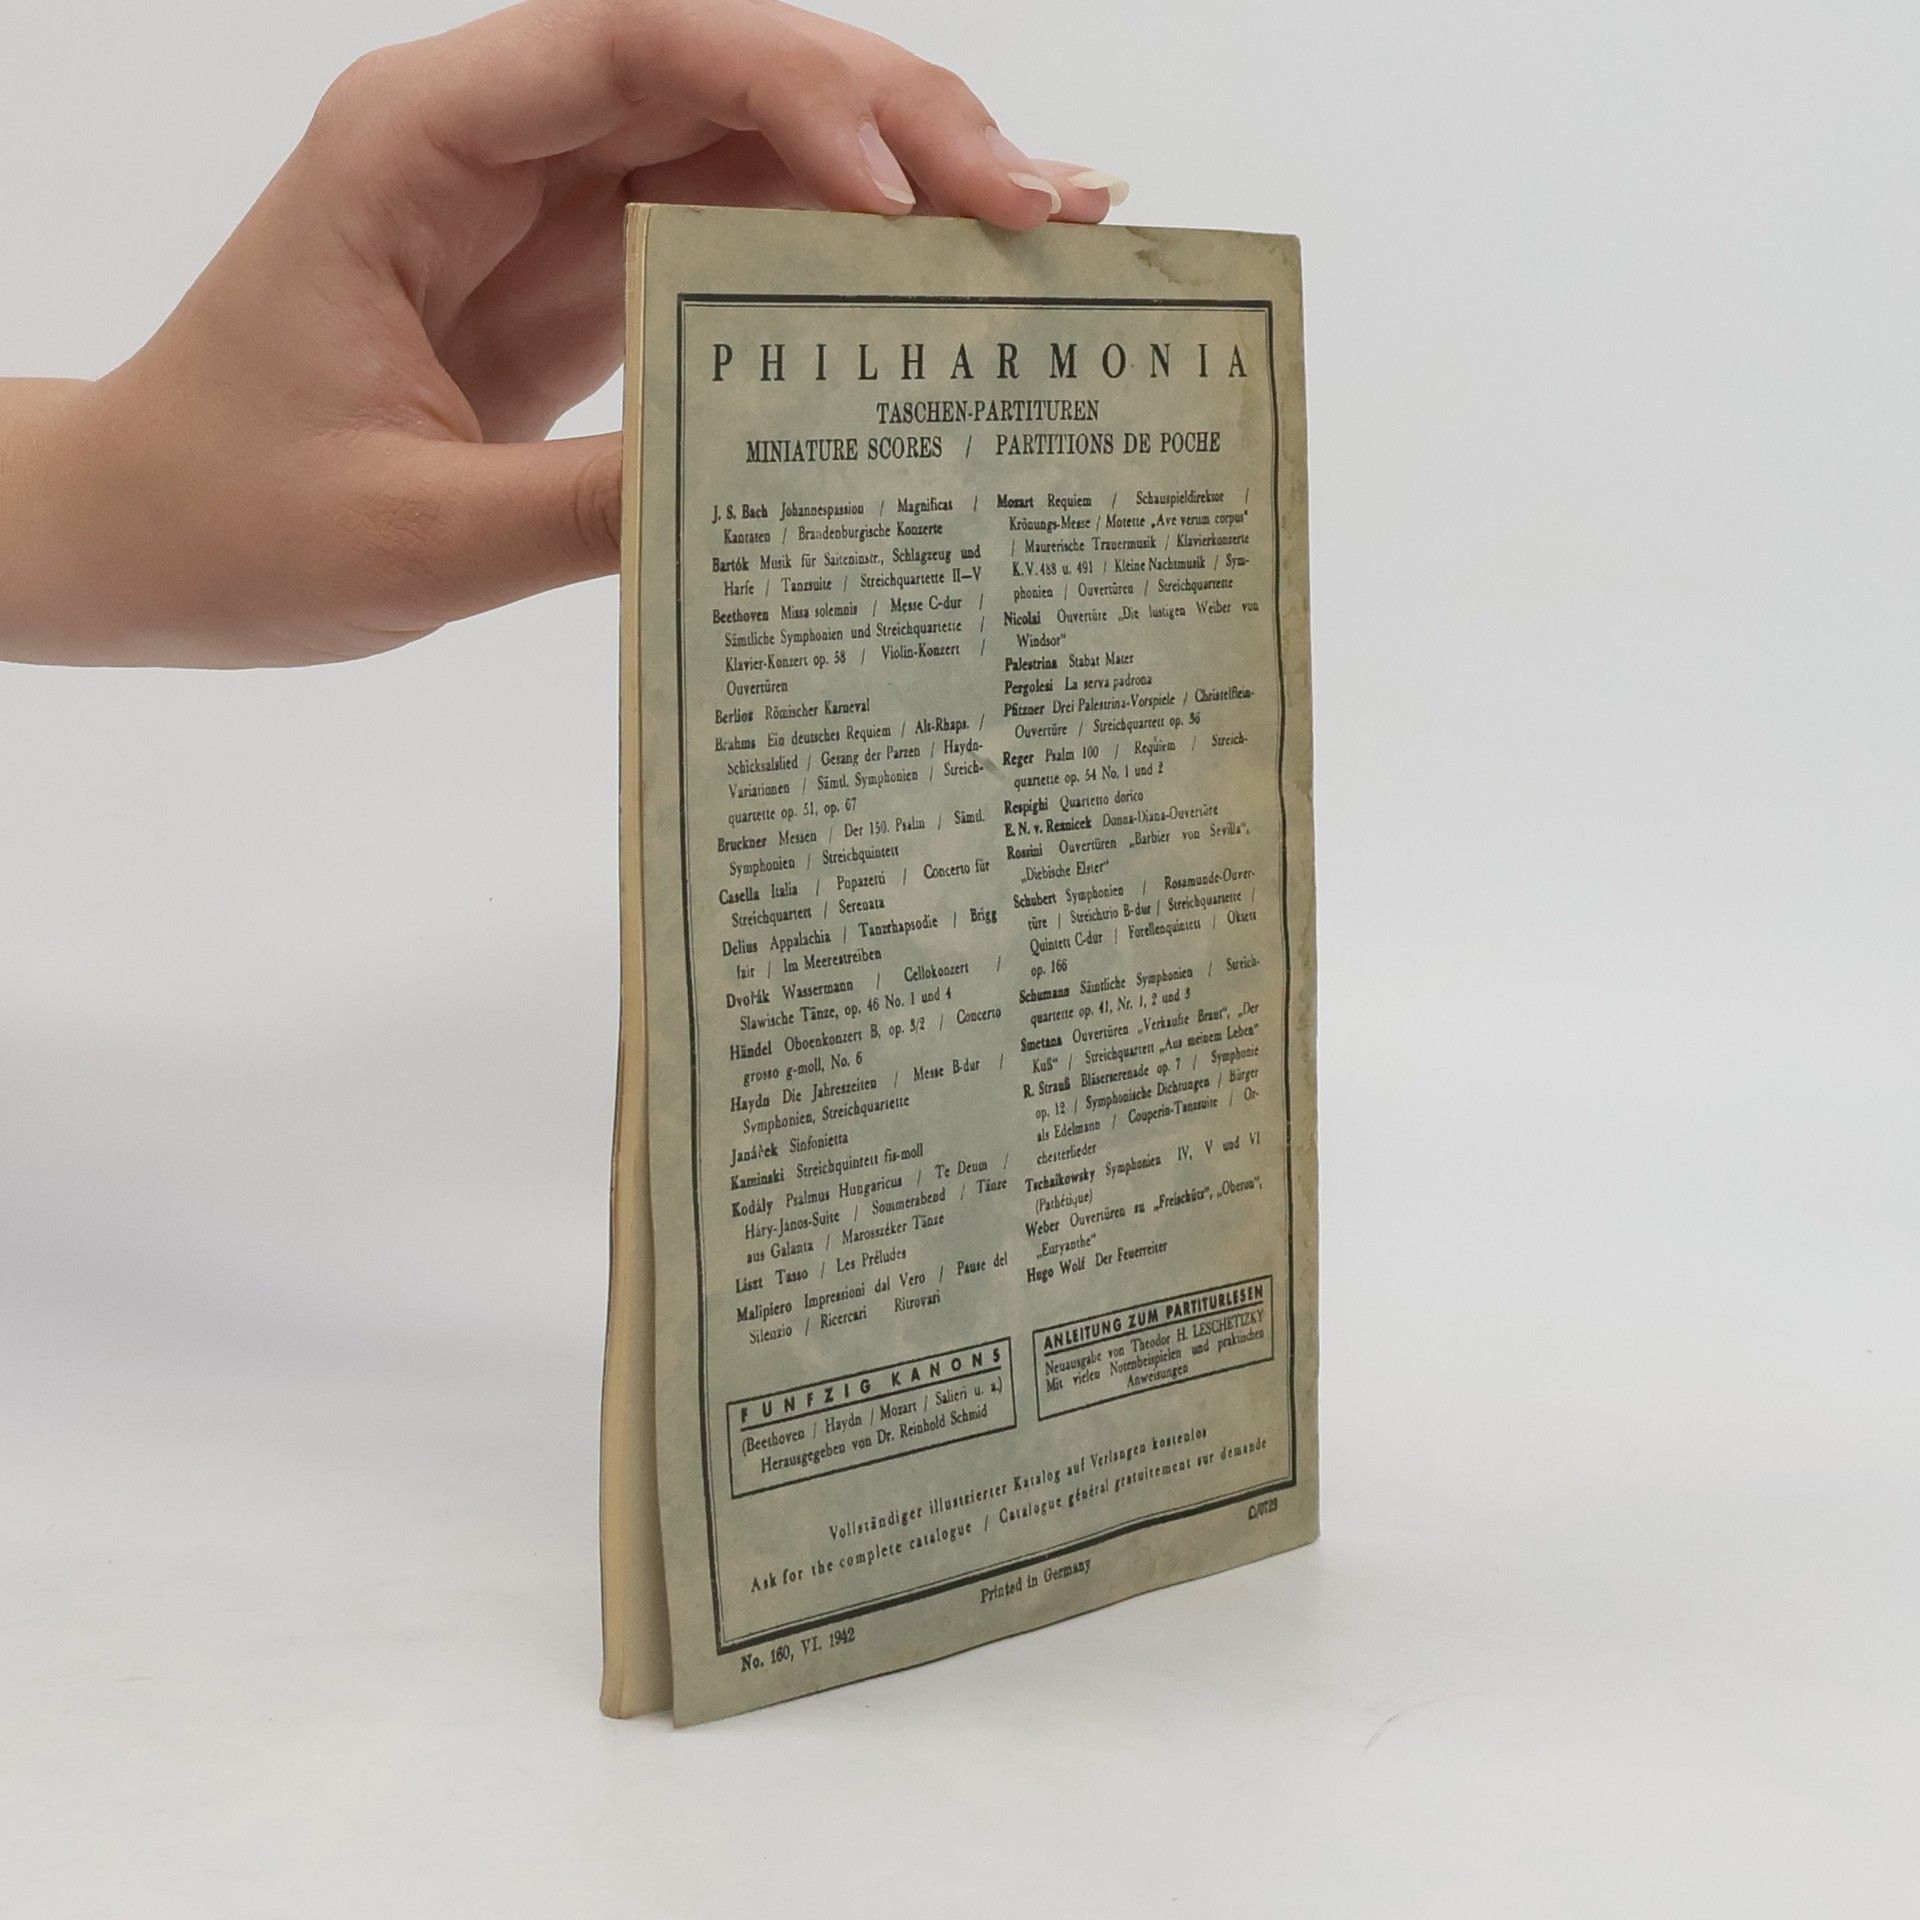 PHILHARMONIA
TASCHEN-PARTITUREN
MINIATURE SCORES / PARTITIONS DE POCHE
J. S. Bach Johannespassion / Magnificat /
Kantaten / Brandenburgische Konzerte
Bartók Musik für Saiteninstr., Schlagzeug und
Harfe / Tanzsuite / Streichquartette II—V
Beethoven Missa solemnis / Messe C-dur /
Sämtliche Symphonien und Streichquartette /
Klavier-Konzert op. 58 / Violin-Konzert /
Ouvertüren
Berlioz Römischer Karneval
Brahms Ein deutsches Requiem / Alt-Rhaps. /
Schicksalslied / Gesang der Parzen / Haydn-
Variationen / Sämtl. Symphonien / Streich-
quartette op. 51, op. 67
Bruckner Messen / Der 150. Psalm / Sämtl.
Symphonien / Streichquintett
Casella Italia / Pupazetti / Concerto für
Streichquartett / Serenata
Delius Appalachia / Tanzrhapsodie / Brigg
fair / Im Meerestreiben
Dvořák Wassermann / Cellokonzert /
Slawische Tänze, op. 46 No. 1 und 4
Händel Oboenkonzert B, op. 3/2 / Concerto
grosso g-moll, No. 6
Haydn Die Jahreszeiten / Messe B-dur /
Symphonien, Streichquartette
Janáček Sinfonietta
Kaminski Streichquintett fis-moll
Kodály Psalmus Hungaricus / Te Deum /
Háry-János-Suite / Sommerabend / Tänze
aus Galanta / Marosszéker Tänze
Liszt Tasso / Les Préludes
Malipiero Impressioni dal Vero / Pause del
Silenzio / Ricercari Ritrovari
Mozart Requiem / Schauspieldirektor /
Krönungs-Messe / Motette „Ave verum corpus"
/ Maurerische Trauermusik / Klavierkonzerte
K.V. 488 u. 491 / Kleine Nachtmusik / Sym-
phonien / Ouvertüren / Streichquartette
Nicolai Ouvertüre „Die lustigen Weiber von
Windsor"
Palestrina Stabat Mater
Pergolesi La serva padrona
Pfitzner Drei Palestrina-Vorspiele / Christelflein-
Ouvertüre / Streichquartett op. 36
Reger Psalm 100 / Requiem / Streich-
quartette op. 54 No. 1 und 2
Respighi Quartetto dorico
E. N. v. Reznicek Donna-Diana-Ouvertüre
Rossini Ouvertüren „Barbier von Sevilla",
„Diebische Elster"
Schubert Symphonien / Rosamunde-Ouver-
türe / Streichtrio B-dur / Streichquartette /
Quintett C-dur / Forellenquintett / Oktett
op. 166
Schumann Sämtliche Symphonien / Streich-
quartette op. 41, Nr. 1, 2 und 3
Smetana Ouvertüren „Verkaufte Braut", „Der
Kuß" / Streichquartett „Aus meinem Leben"
R. Strauß Bläserserenade op. 7 / Symphonie
op. 12 / Symphonische Dichtungen / Bürger
als Edelmann / Couperin-Tanzsuite / Or-
chesterlieder
Tschaikowsky Symphonien IV, V und VI
(Pathétique)
Weber Ouvertüren zu „Freischütz", „Oberon",
„Euryanthe"
Hugo Wolf Der Feuerreiter
FUNFZIG KANONS
(Beethoven / Haydn / Mozart / Salieri u. a.)
Herausgegeben von Dr. Reinhold Schmid
ANLEITUNG ZUM PARTITURLESEN
Neuausgabe von Theodor H. LESCHETIZKY
Mit vielen Notenbeispielen und praktischen
Anweisungen
Vollständiger illustrierter Katalog auf Verlangen kostenlos
Ask for the complete catalogue / Catalogue général gratuitement sur demande
No. 160, VI. 1942
Printed in Germany